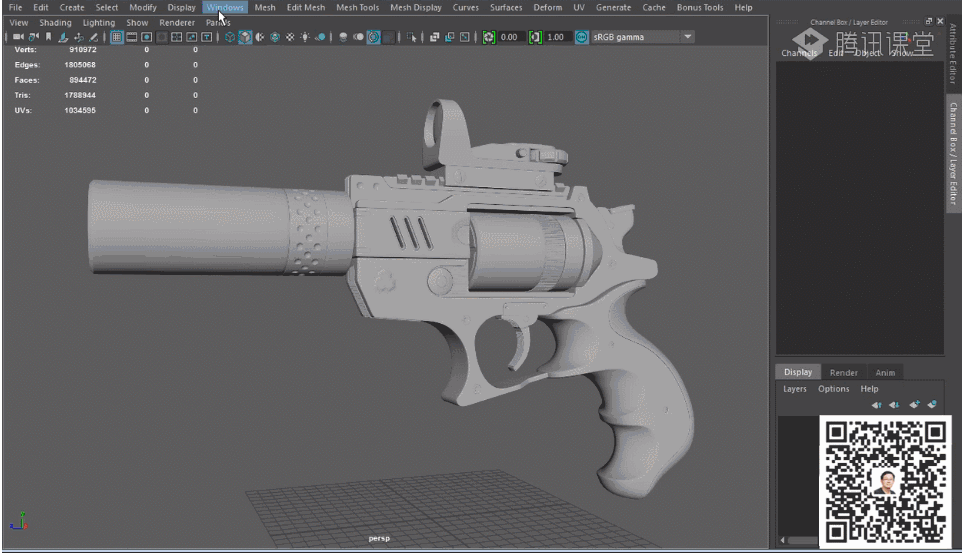 File Edit Create Select Modify Display Windows Mesh Edit Mesh Mesh Tools Mesh Display Curves Surfaces Deform UV Generate Cache Bonus Tools Help
View Shading Lighting Show Renderer Panels
0.00 1.00 sRGB gamma
Channel Box / Layer Editor
腾讯课堂
Channels Edit Object Show
Verts: 910972 0 0
Edges: 1805068 0 0
Faces: 894472 0 0
Tris: 1788944 0 0
UVs: 1034595 0 0
Attribute Editor
Channel Box / Layer Editor
Display Render Anim
Layers Options Help
persp